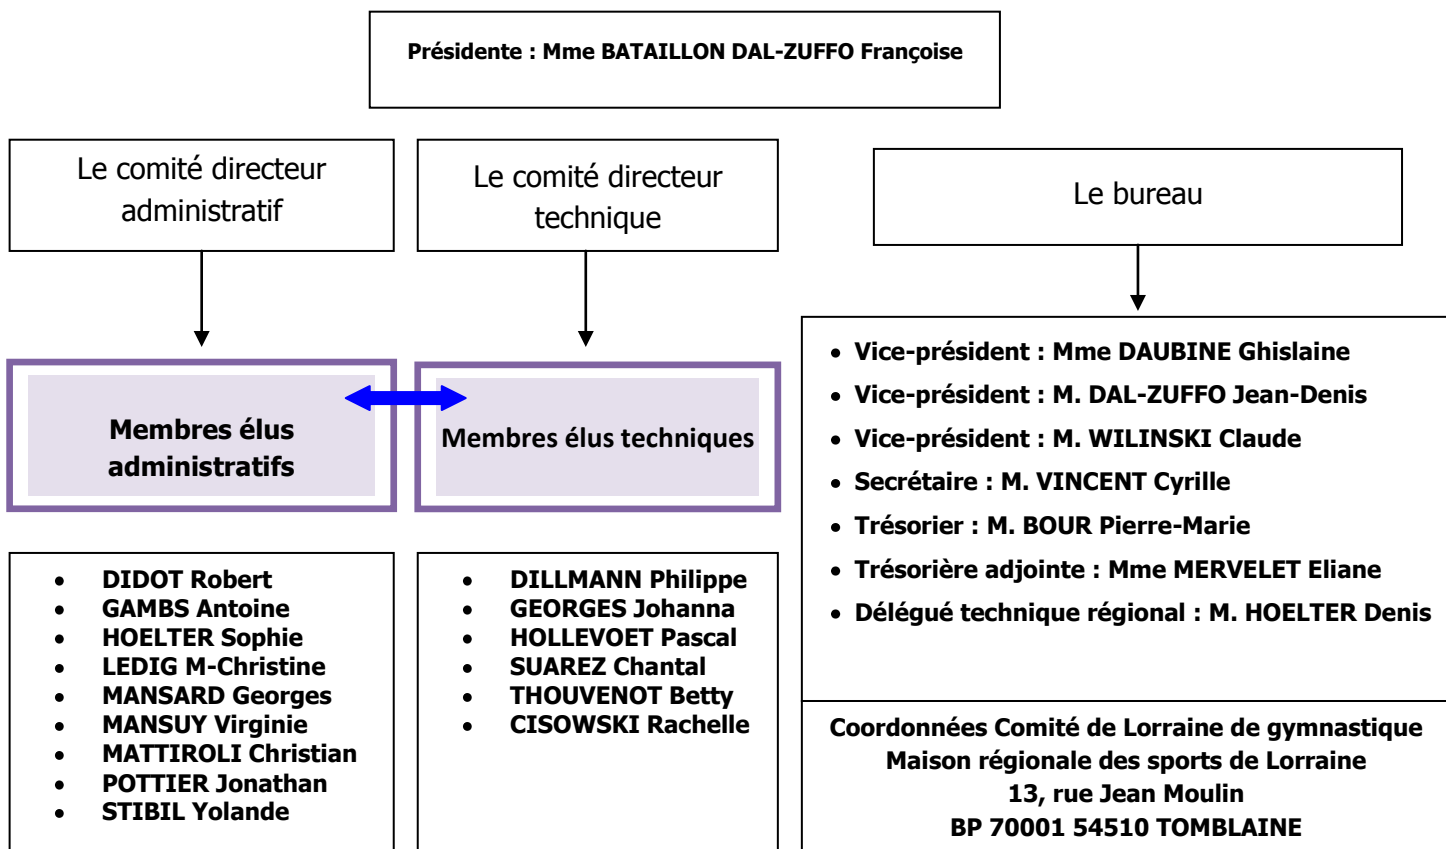 Présidente : Mme BATAILLON DAL-ZUFFO Françoise
Le comité directeur
administratif
Le comité directeur
technique
Le bureau
Membres élus
administratifs
Membres élus techniques
• DIDOT Robert
• GAMBS Antoine
• HOELTER Sophie
• LEDIG M-Christine
• MANSARD Georges
• MANSUY Virginie
• MATTIROLI Christian
• POTTIER Jonathan
• STIBIL Yolande
• DILLMANN Philippe
• GEORGES Johanna
• HOLLEVOET Pascal
• SUAREZ Chantal
• THOUVENOT Betty
• CISOWSKI Rachelle
• Vice-président : Mme DAUBINE Ghislaine
• Vice-président : M. DAL-ZUFFO Jean-Denis
• Vice-président : M. WILINSKI Claude
• Secrétaire : M. VINCENT Cyrille
• Trésorier : M. BOUR Pierre-Marie
• Trésorière adjointe : Mme MERVELET Eliane
• Délégué technique régional : M. HOELTER Denis
Coordonnées Comité de Lorraine de gymnastique
Maison régionale des sports de Lorraine
13, rue Jean Moulin
BP 70001 54510 TOMBLAINE